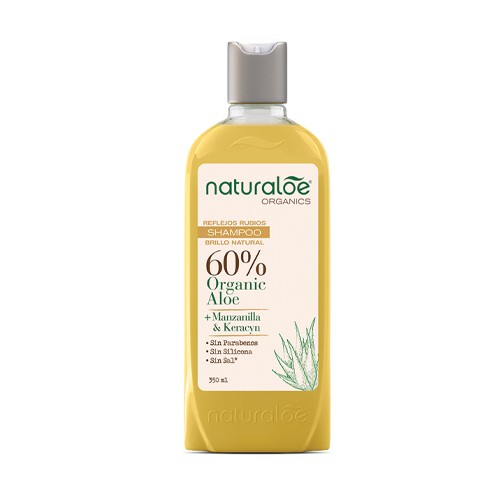 naturaloe®
ORGANICS
REFLEJOS RUBIOS
SHAMPOO
BRILLO NATURAL
60%
Organic
Aloe
+Manzanilla
& Keracyn
• Sin Parabenos
• Sin Silicona
• Sin Sal*
350 ml
naturaloe